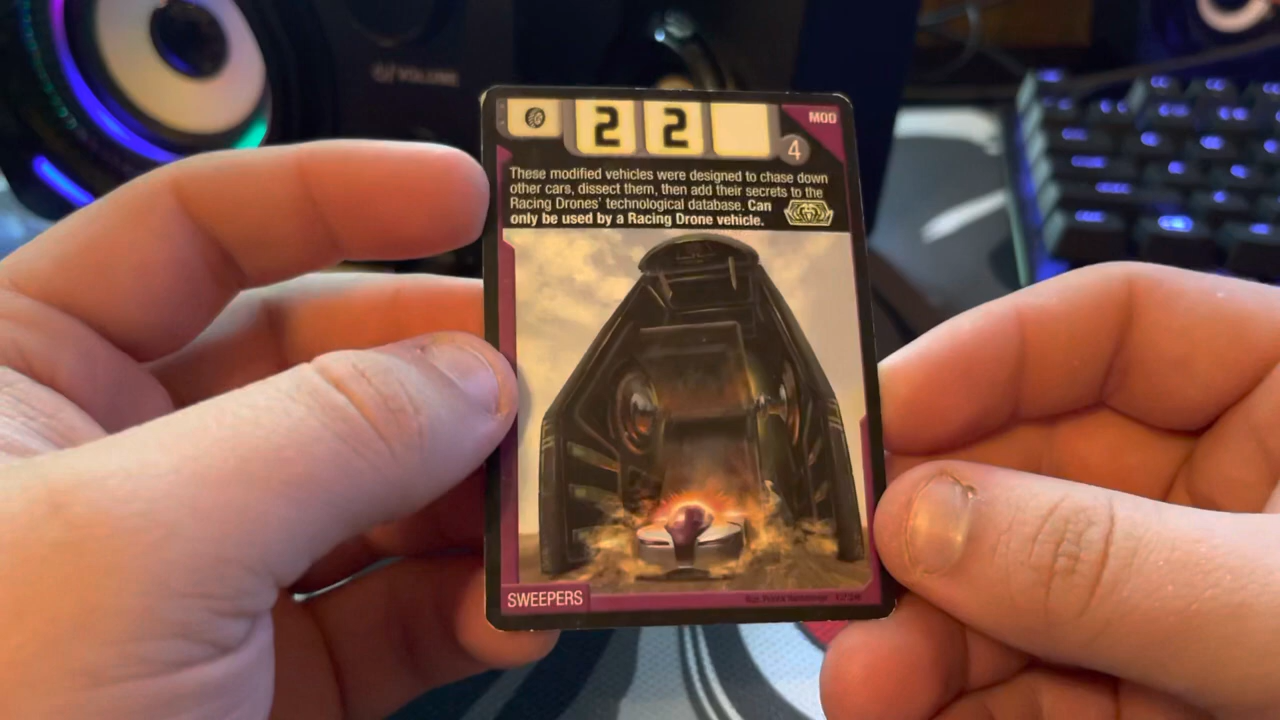 VOLUME
2 2
MOD
4
These modified vehicles were designed to chase down
other cars, dissect them, then add their secrets to the
Racing Drones' technological database. Can
only be used by a Racing Drone vehicle.
SWEEPERS